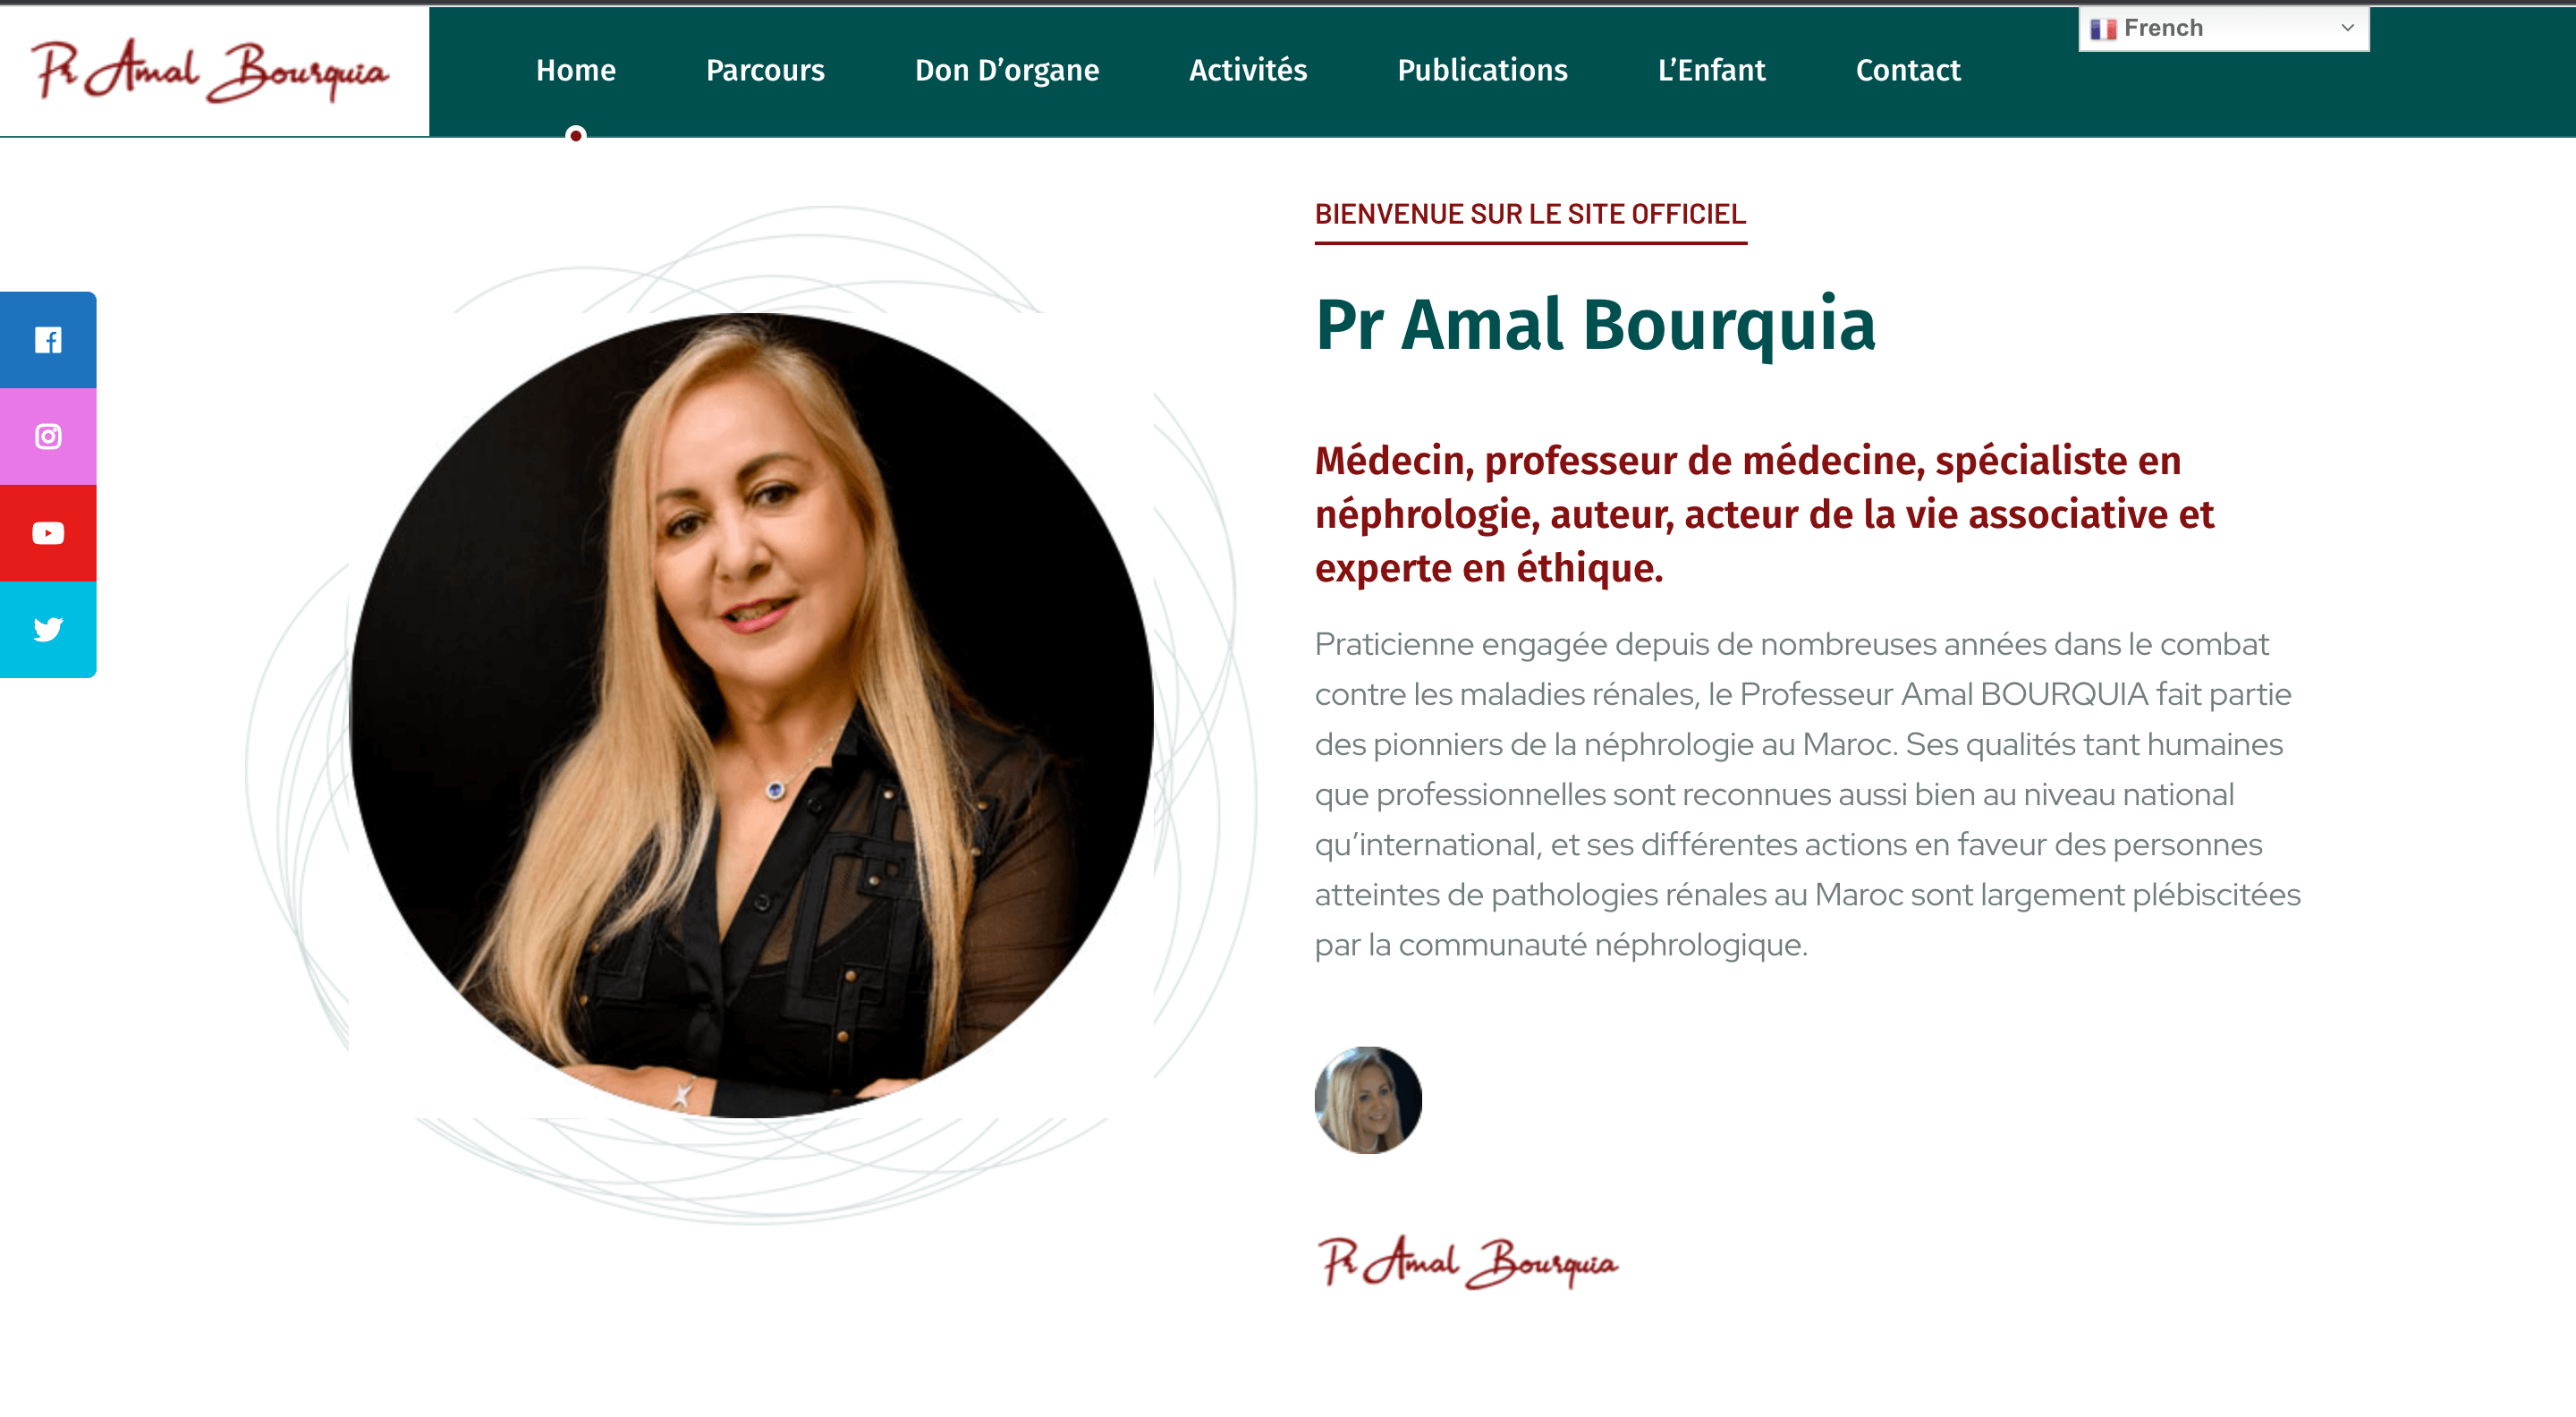 Pr Amal Bourquia
Home Parcours Don D’organe Activités Publications L’Enfant Contact
French
BIENVENUE SUR LE SITE OFFICIEL
Pr Amal Bourquia
Médecin, professeur de médecine, spécialiste en
néphrologie, auteur, acteur de la vie associative et
experte en éthique.
Praticienne engagée depuis de nombreuses années dans le combat
contre les maladies rénales, le Professeur Amal BOURQUIA fait partie
des pionniers de la néphrologie au Maroc. Ses qualités tant humaines
que professionnelles sont reconnues aussi bien au niveau national
qu’international, et ses différentes actions en faveur des personnes
atteintes de pathologies rénales au Maroc sont largement plébiscitées
par la communauté néphrologique.
Pr Amal Bourquia